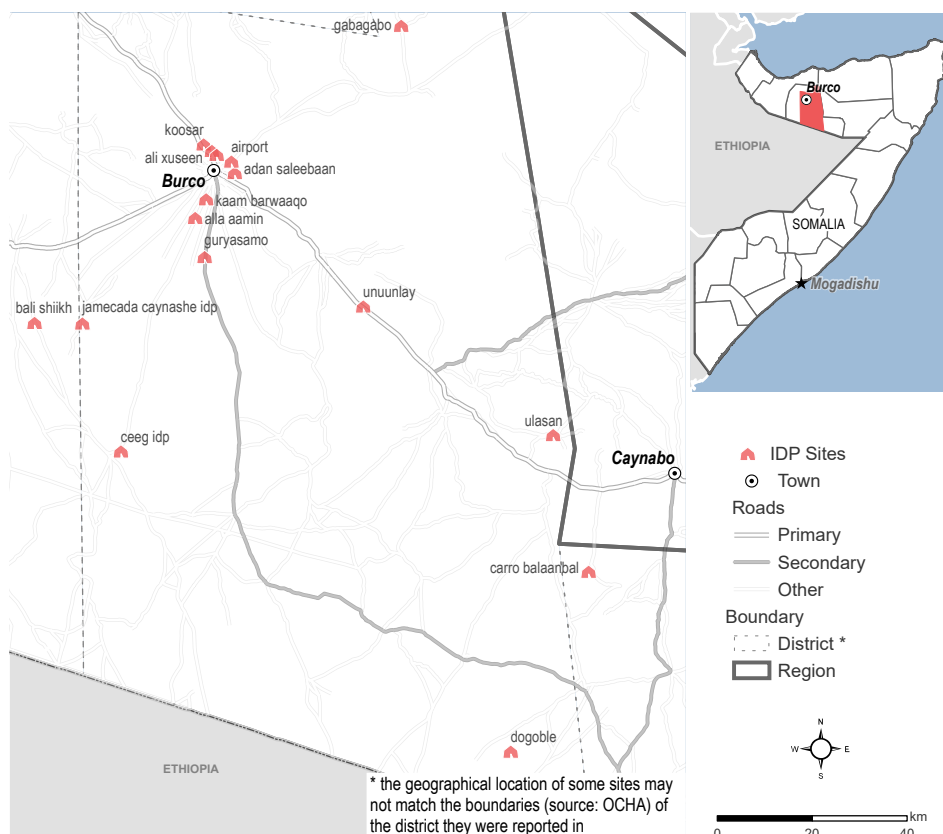 gabagabo
koosar
airport
ali xuseen
adan saleebaan
Burco
kaam barwaaqo
alla aamin
guryasamo
unuunlay
bali shiikh
jamecada caynashe idp
ulasan
ceeg idp
Caynabo
carro balaanbal
dogoble
ETHIOPIA
* the geographical location of some sites may
not match the boundaries (source: OCHA) of
the district they were reported in
Burco
ETHIOPIA
SOMALIA
Mogadishu
IDP Sites
Town
Roads
Primary
Secondary
Other
Boundary
District *
Region
N
W
E
S
km
0
20
40